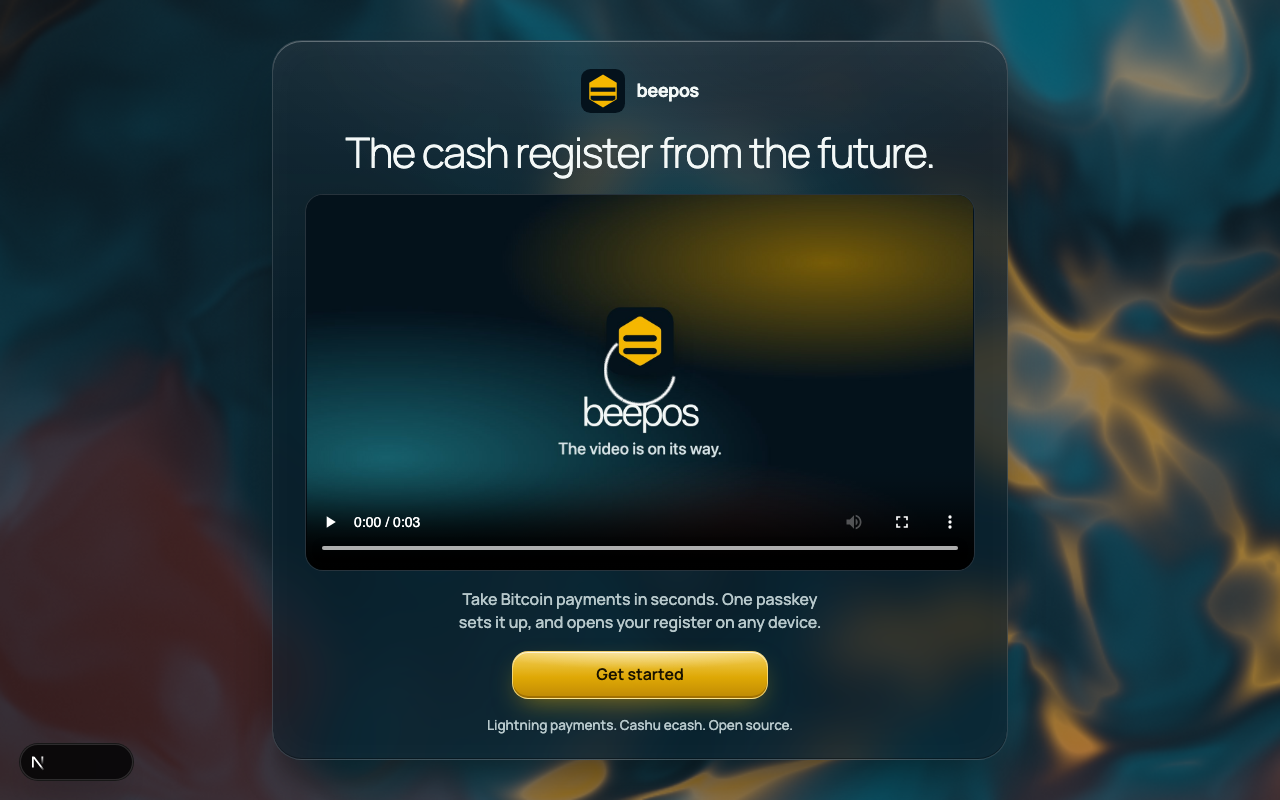 beepos
The cash register from the future.
beepos
The video is on its way.
0:00 / 0:03
Take Bitcoin payments in seconds. One passkey
sets it up, and opens your register on any device.
Get started
Lightning payments. Cashu ecash. Open source.
N